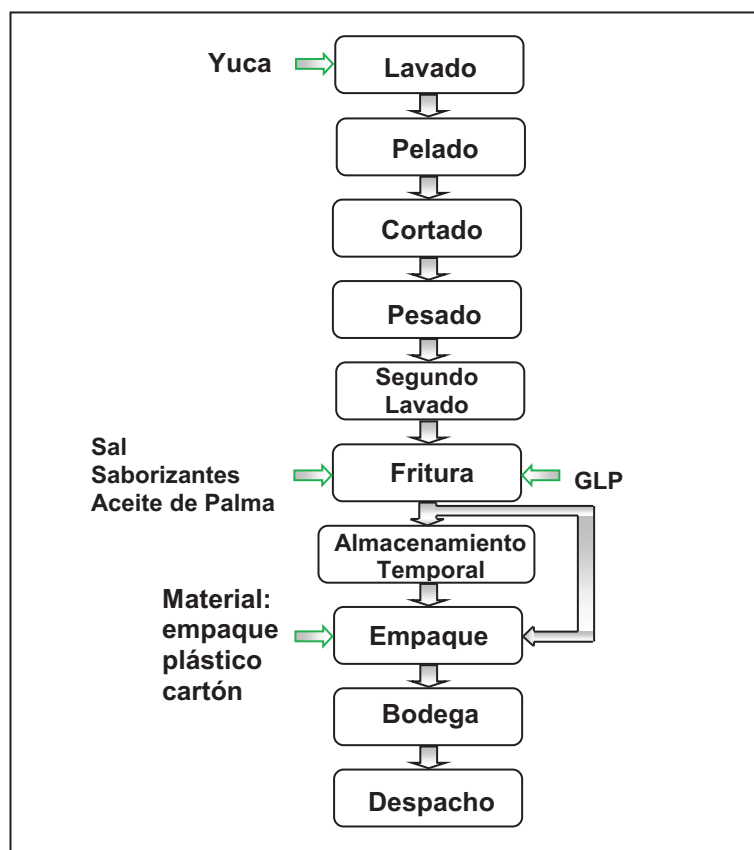 Yuca
Lavado
Pelado
Cortado
Pesado
Segundo
Lavado
Sal
Saborizantes
Aceite de Palma
Fritura
GLP
Almacenamiento
Temporal
Material:
empaque
plástico
cartón
Empaque
Bodega
Despacho